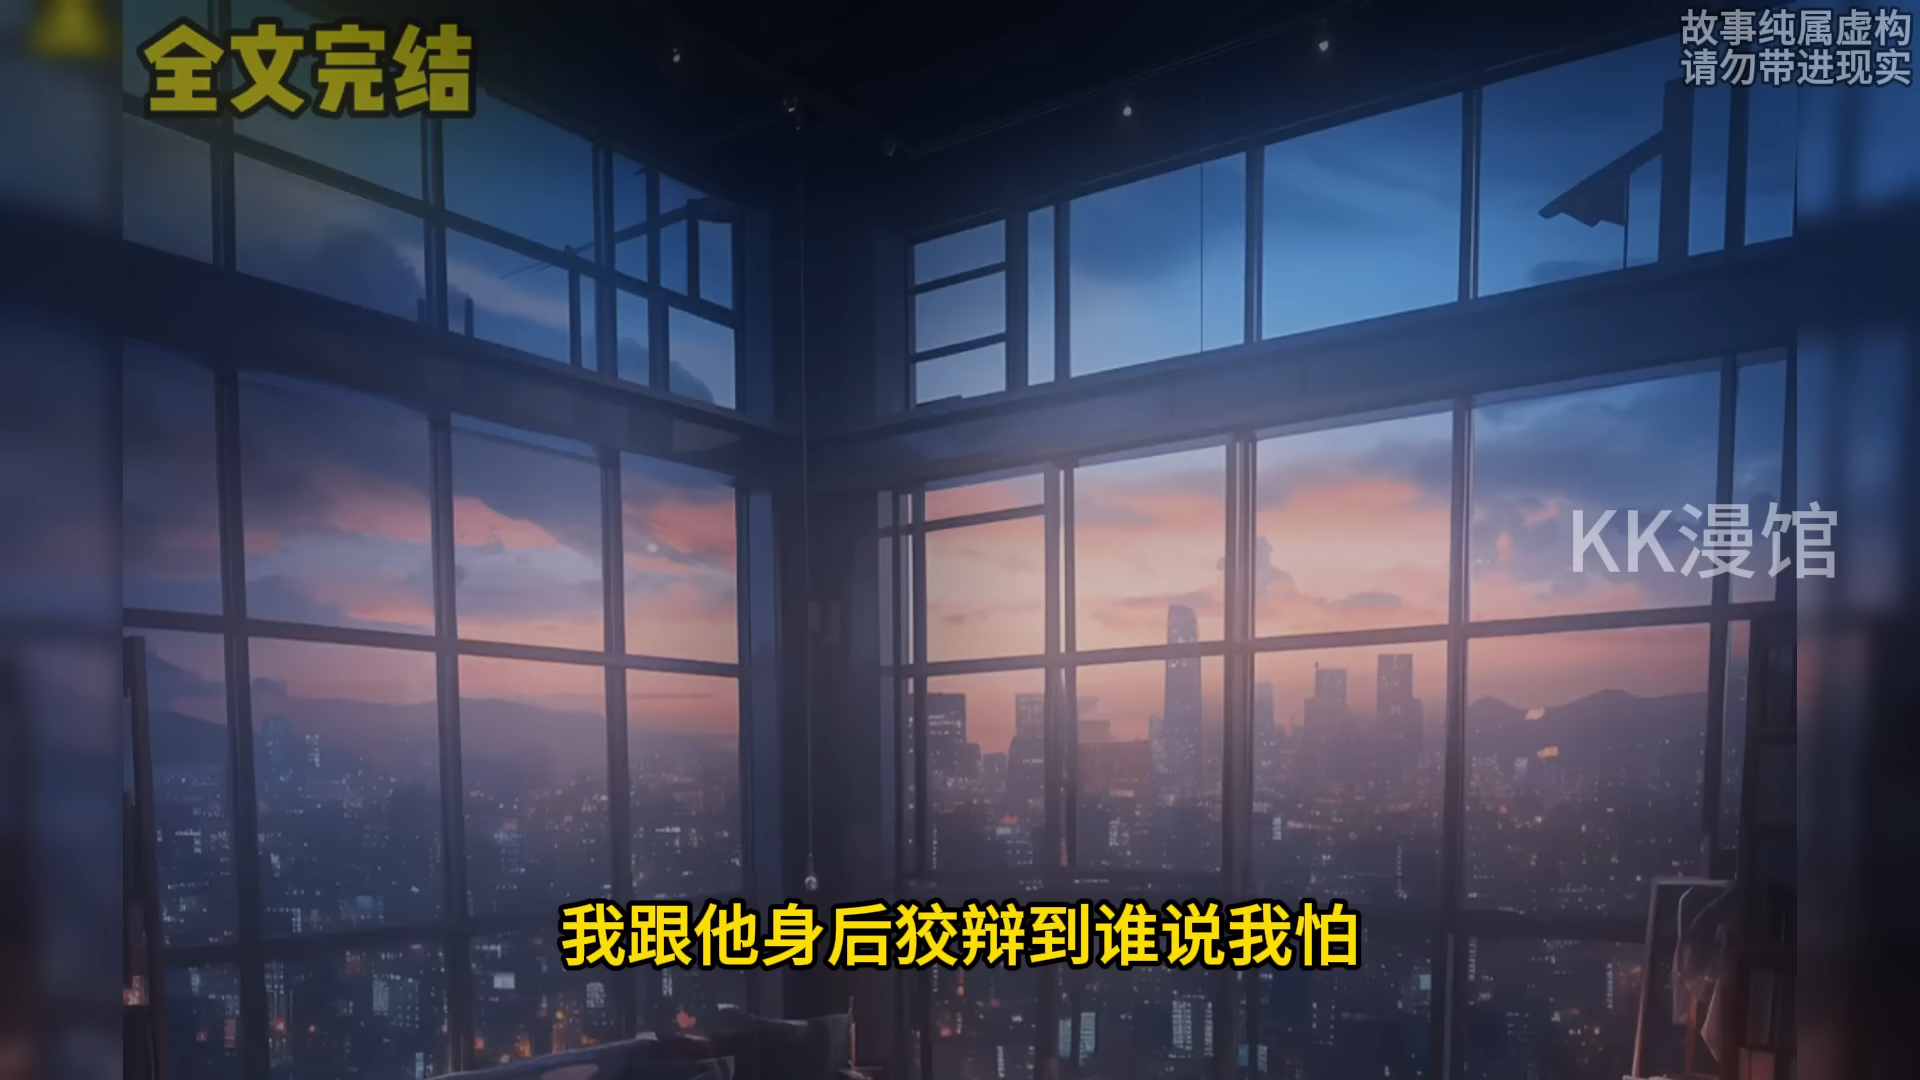 全文完结
故事纯属虚构
请勿带进现实
KK漫馆
我跟他身后狡辩到谁说我怕